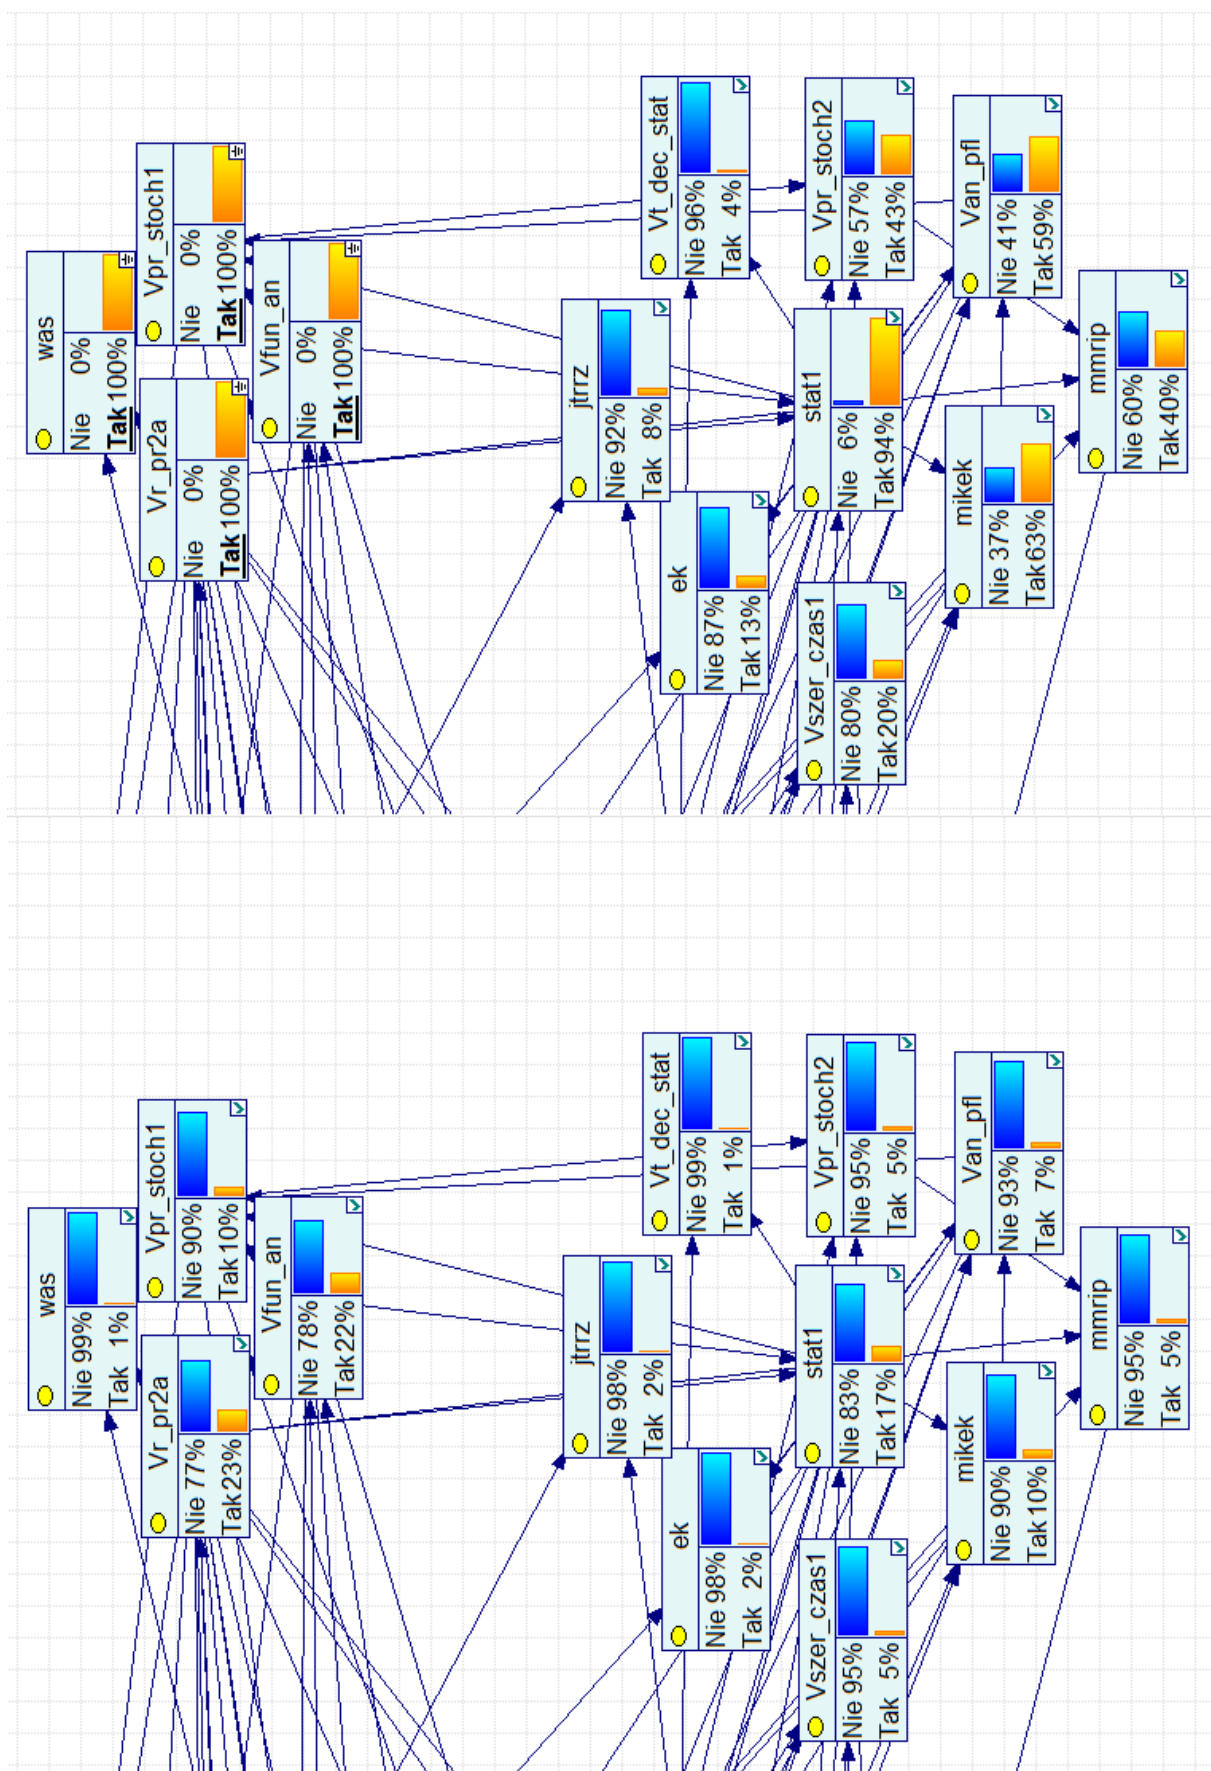 was
Nie 0%
Tak 100%
Vpr_stoch1
Nie 0%
Tak 100%
Vr_pr2a
Nie 0%
Tak 100%
Vfun_an
Nie 0%
Tak 100%
jtrrz
Nie 92%
Tak 8%
Vt_dec_stat
Nie 96%
Tak 4%
ek
Nie 87%
Tak 13%
Vpr_stoch2
Nie 57%
Tak 43%
stat1
Nie 6%
Tak 94%
Vszer_czas1
Nie 80%
Tak 20%
Van_pfl
Nie 41%
Tak 59%
mikek
Nie 37%
Tak 63%
mmrip
Nie 60%
Tak 40%
was
Nie 99%
Tak 1%
Vpr_stoch1
Nie 90%
Tak 10%
Vr_pr2a
Nie 77%
Tak 23%
Vfun_an
Nie 78%
Tak 22%
jtrrz
Nie 98%
Tak 2%
Vt_dec_stat
Nie 99%
Tak 1%
ek
Nie 98%
Tak 2%
Vpr_stoch2
Nie 95%
Tak 5%
stat1
Nie 83%
Tak 17%
Vszer_czas1
Nie 95%
Tak 5%
Van_pfl
Nie 93%
Tak 7%
mikek
Nie 90%
Tak 10%
mmrip
Nie 95%
Tak 5%